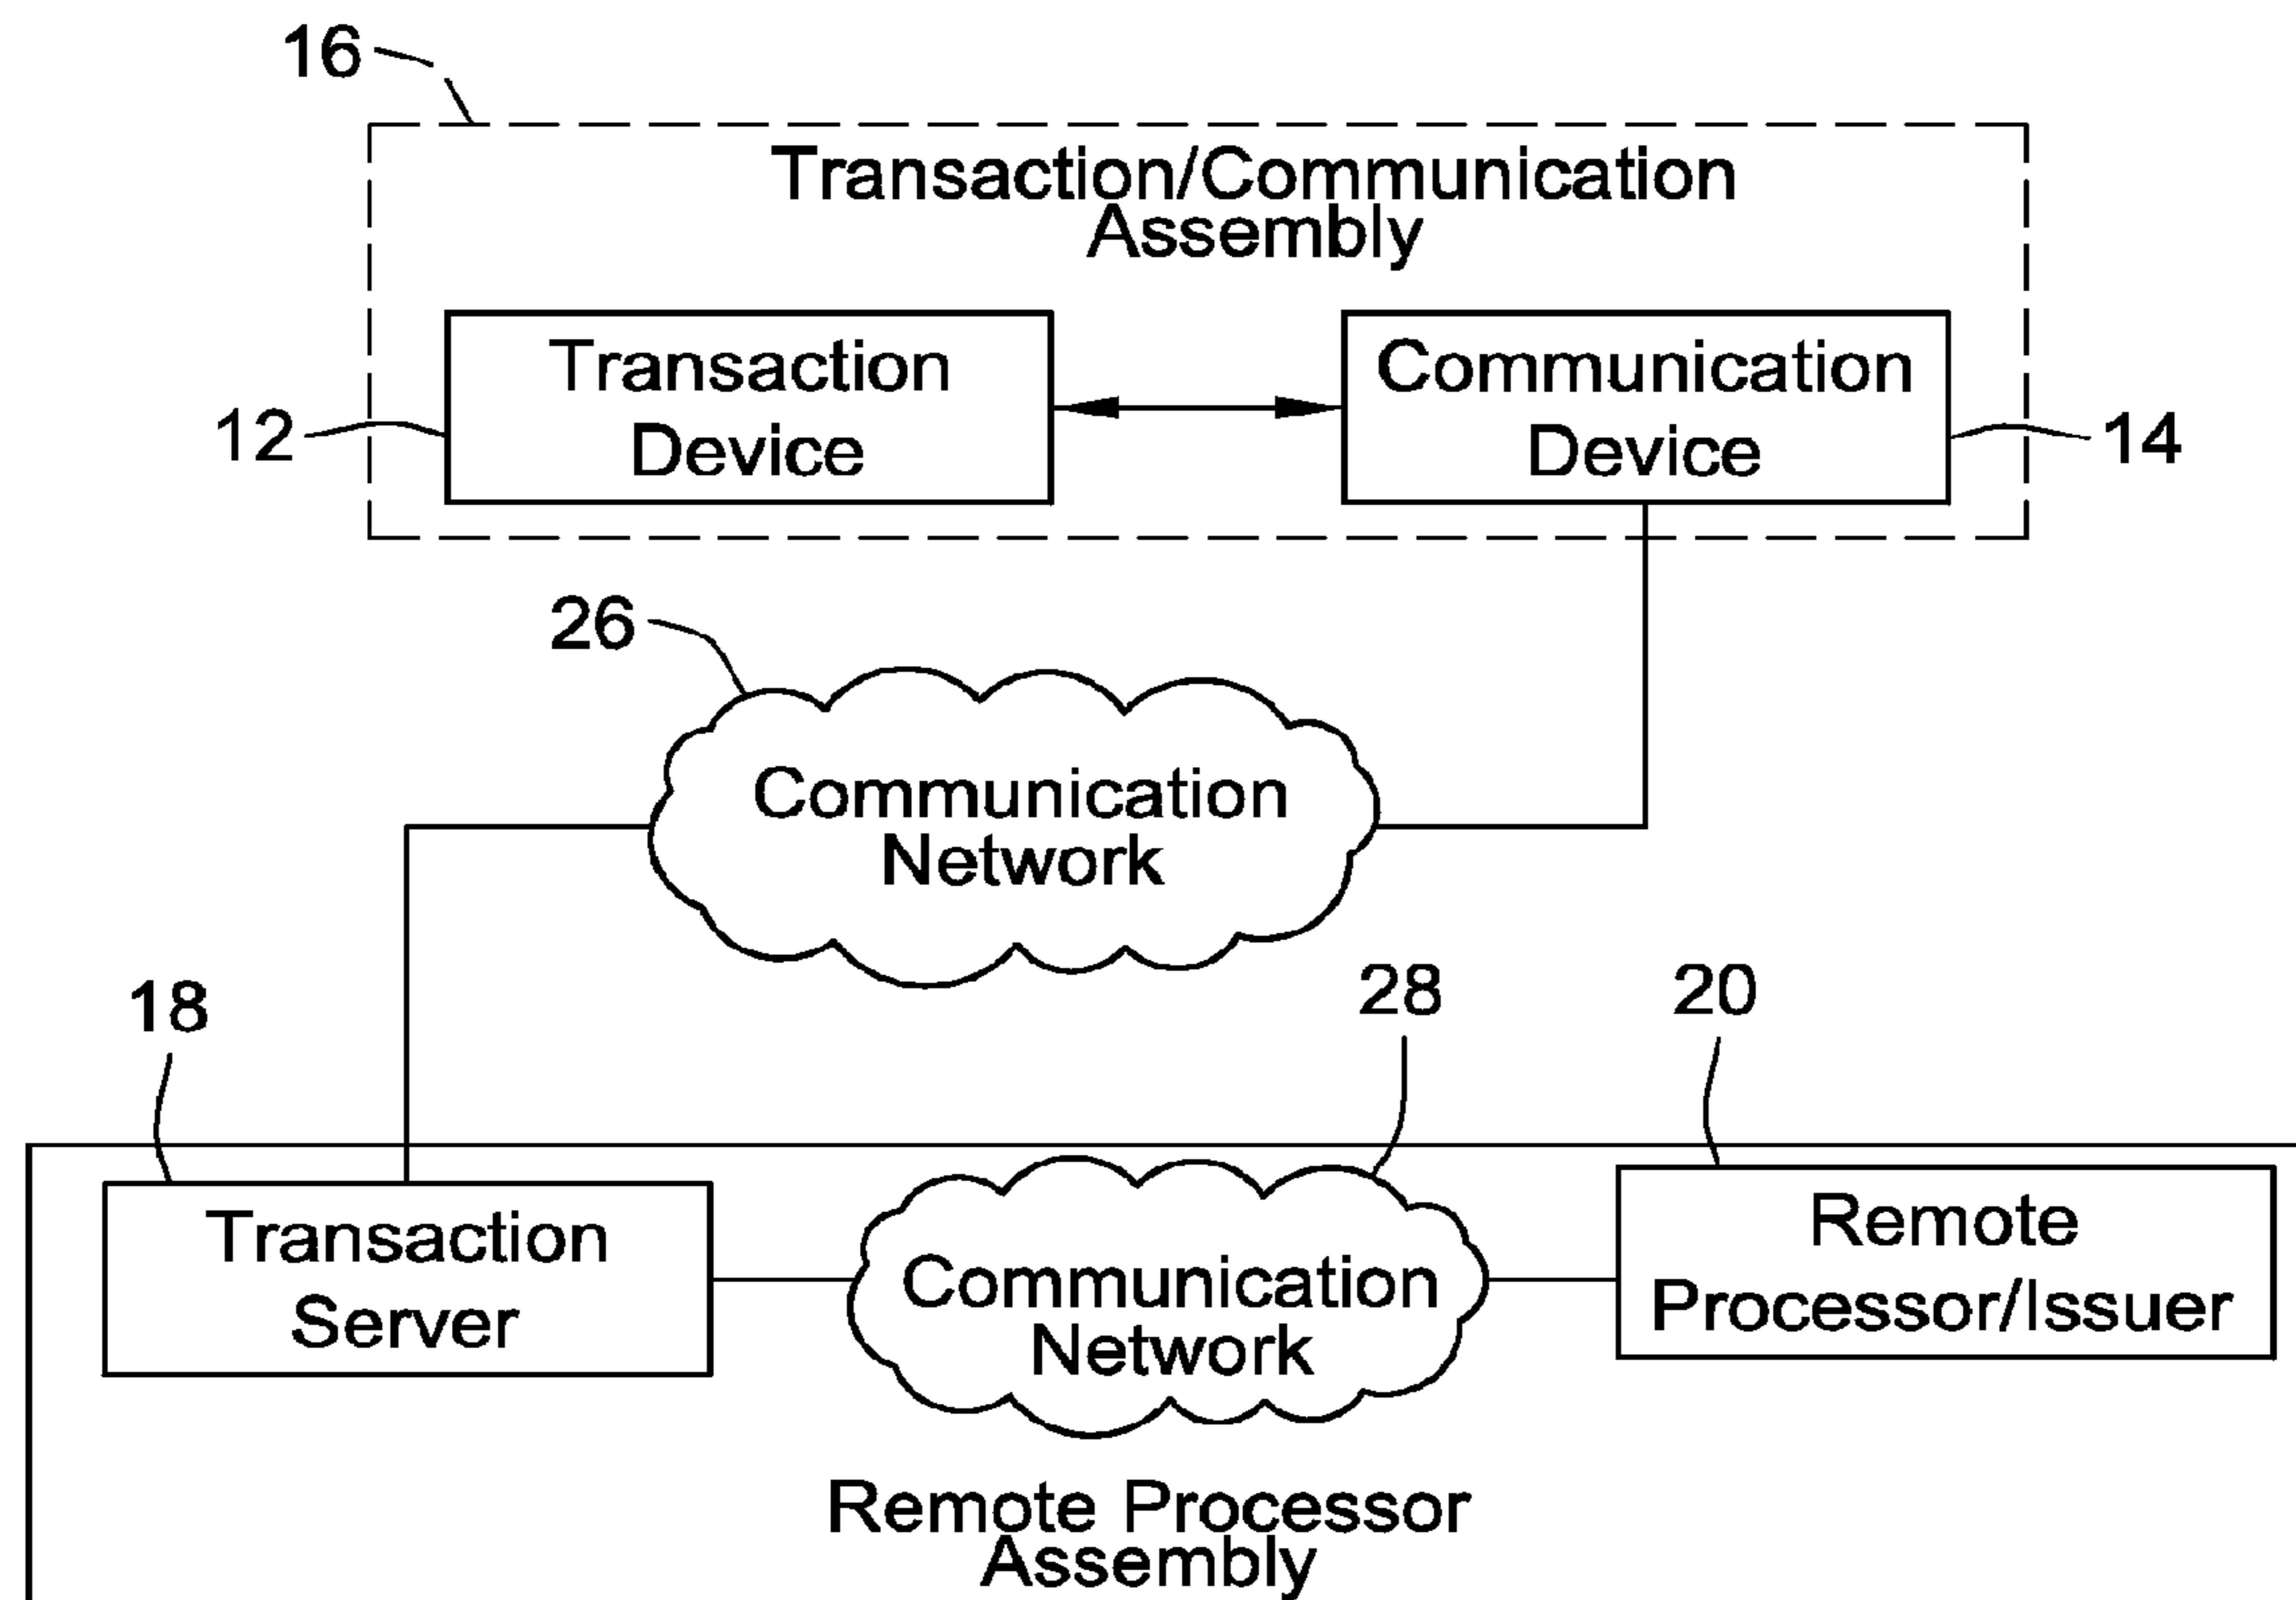 16
Transaction/Communication
Assembly
Transaction
Device
Communication
Device
12
14
26
Communication
Network
18
28
20
Transaction
Server
Communication
Network
Remote
Processor/Issuer
Remote Processor
Assembly